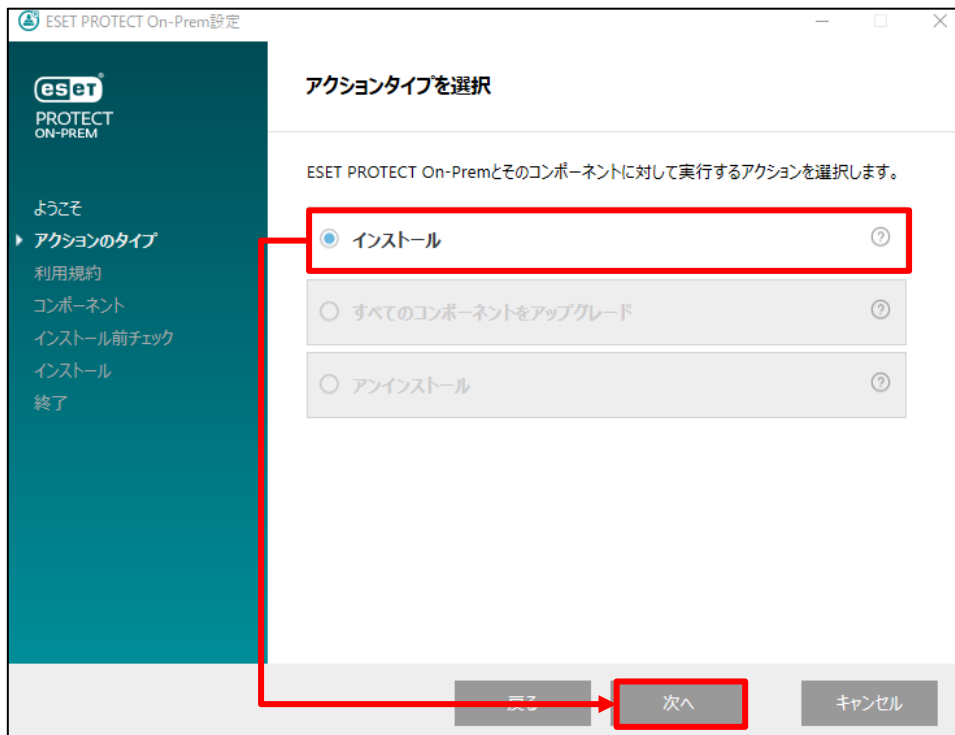 ESET PROTECT On-Prem設定
eseT
PROTECT
ON-PREM
ようこそ
アクションのタイプ
利用規約
コンポーネント
インストール前チェック
インストール
終了
アクションタイプを選択
ESET PROTECT On-Premとそのコンポーネントに対して実行するアクションを選択します。
インストール
すべてのコンポーネントをアップグレード
アンインストール
戻る
次へ
キャンセル